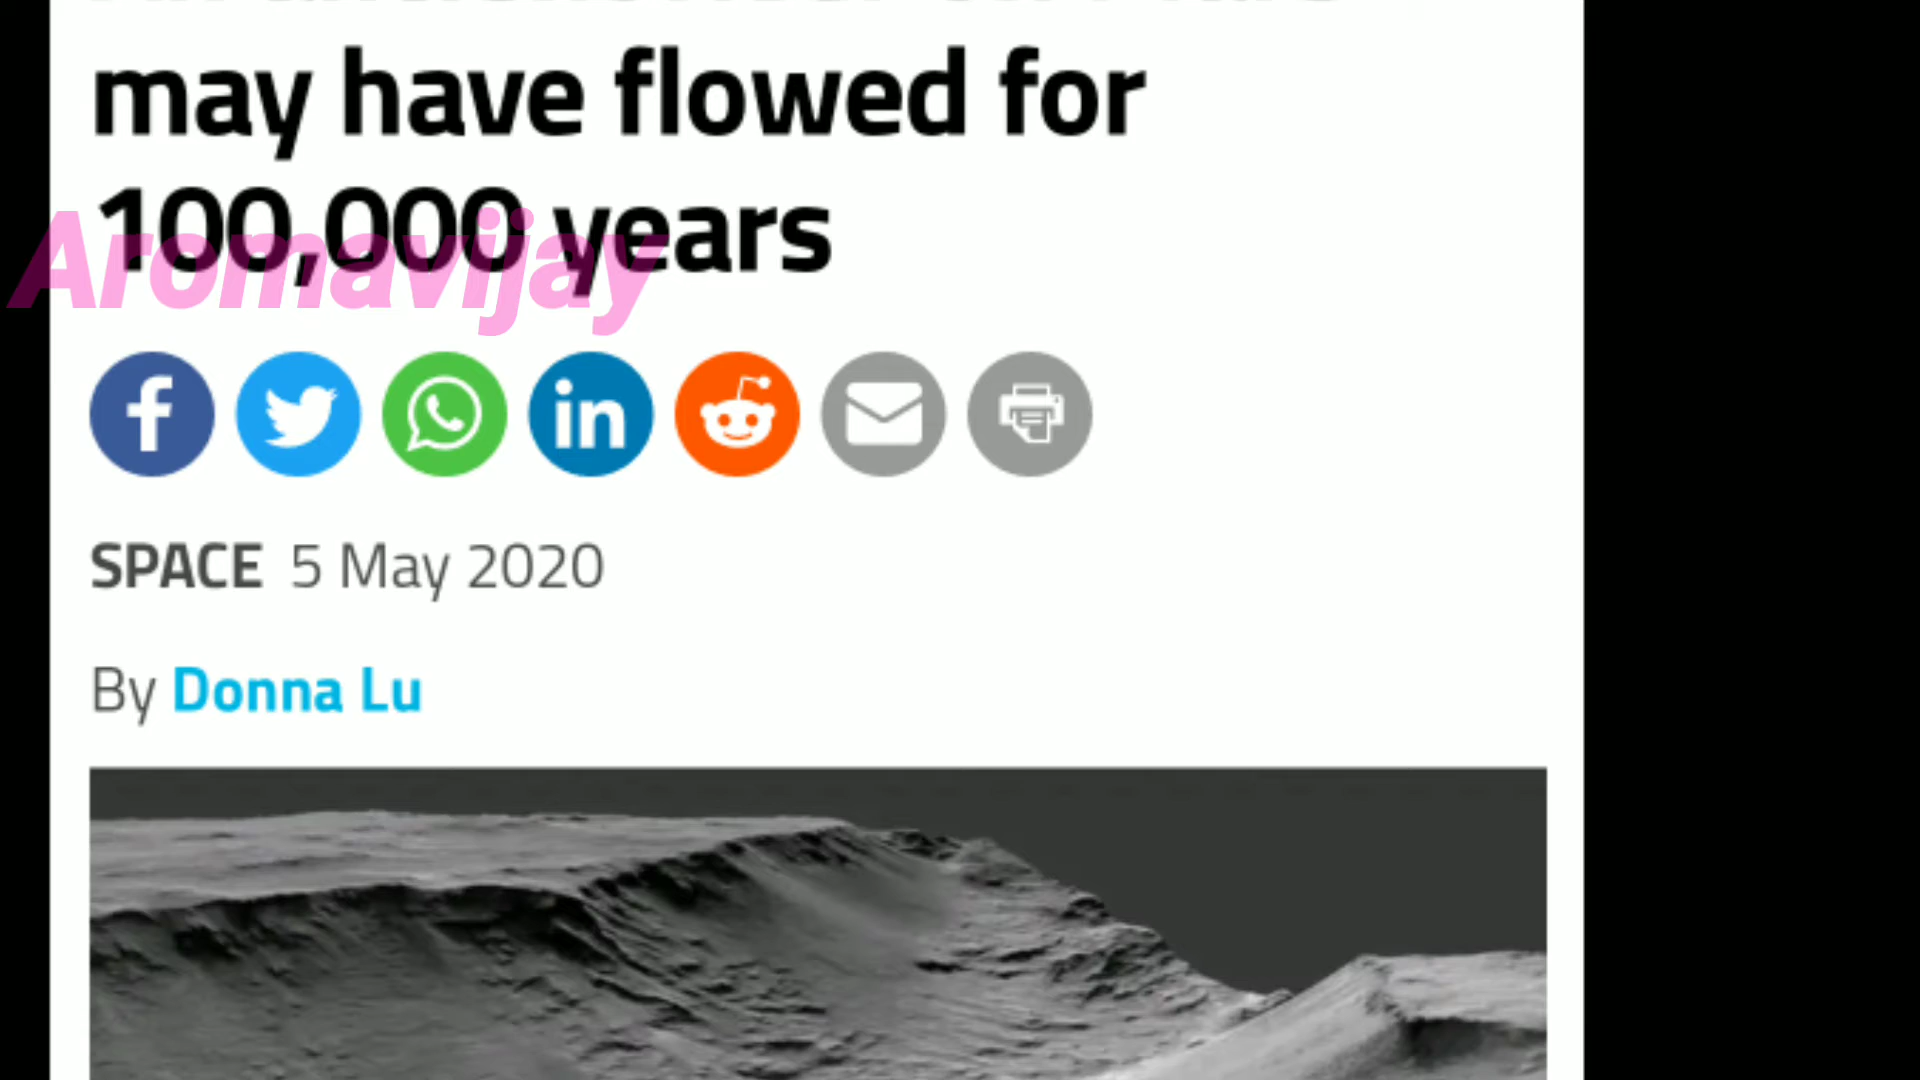 may have flowed for
100,000 years
Aromavijay
SPACE 5 May 2020
By Donna Lu